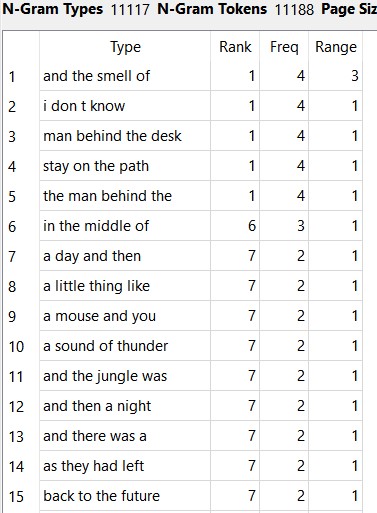 N-Gram Types 11117 N-Gram Tokens 11188 Page Siz
Type Rank Freq Range
1 and the smell of 1 4 3
2 i don t know 1 4 1
3 man behind the desk 1 4 1
4 stay on the path 1 4 1
5 the man behind the 1 4 1
6 in the middle of 6 3 1
7 a day and then 7 2 1
8 a little thing like 7 2 1
9 a mouse and you 7 2 1
10 a sound of thunder 7 2 1
11 and the jungle was 7 2 1
12 and then a night 7 2 1
13 and there was a 7 2 1
14 as they had left 7 2 1
15 back to the future 7 2 1